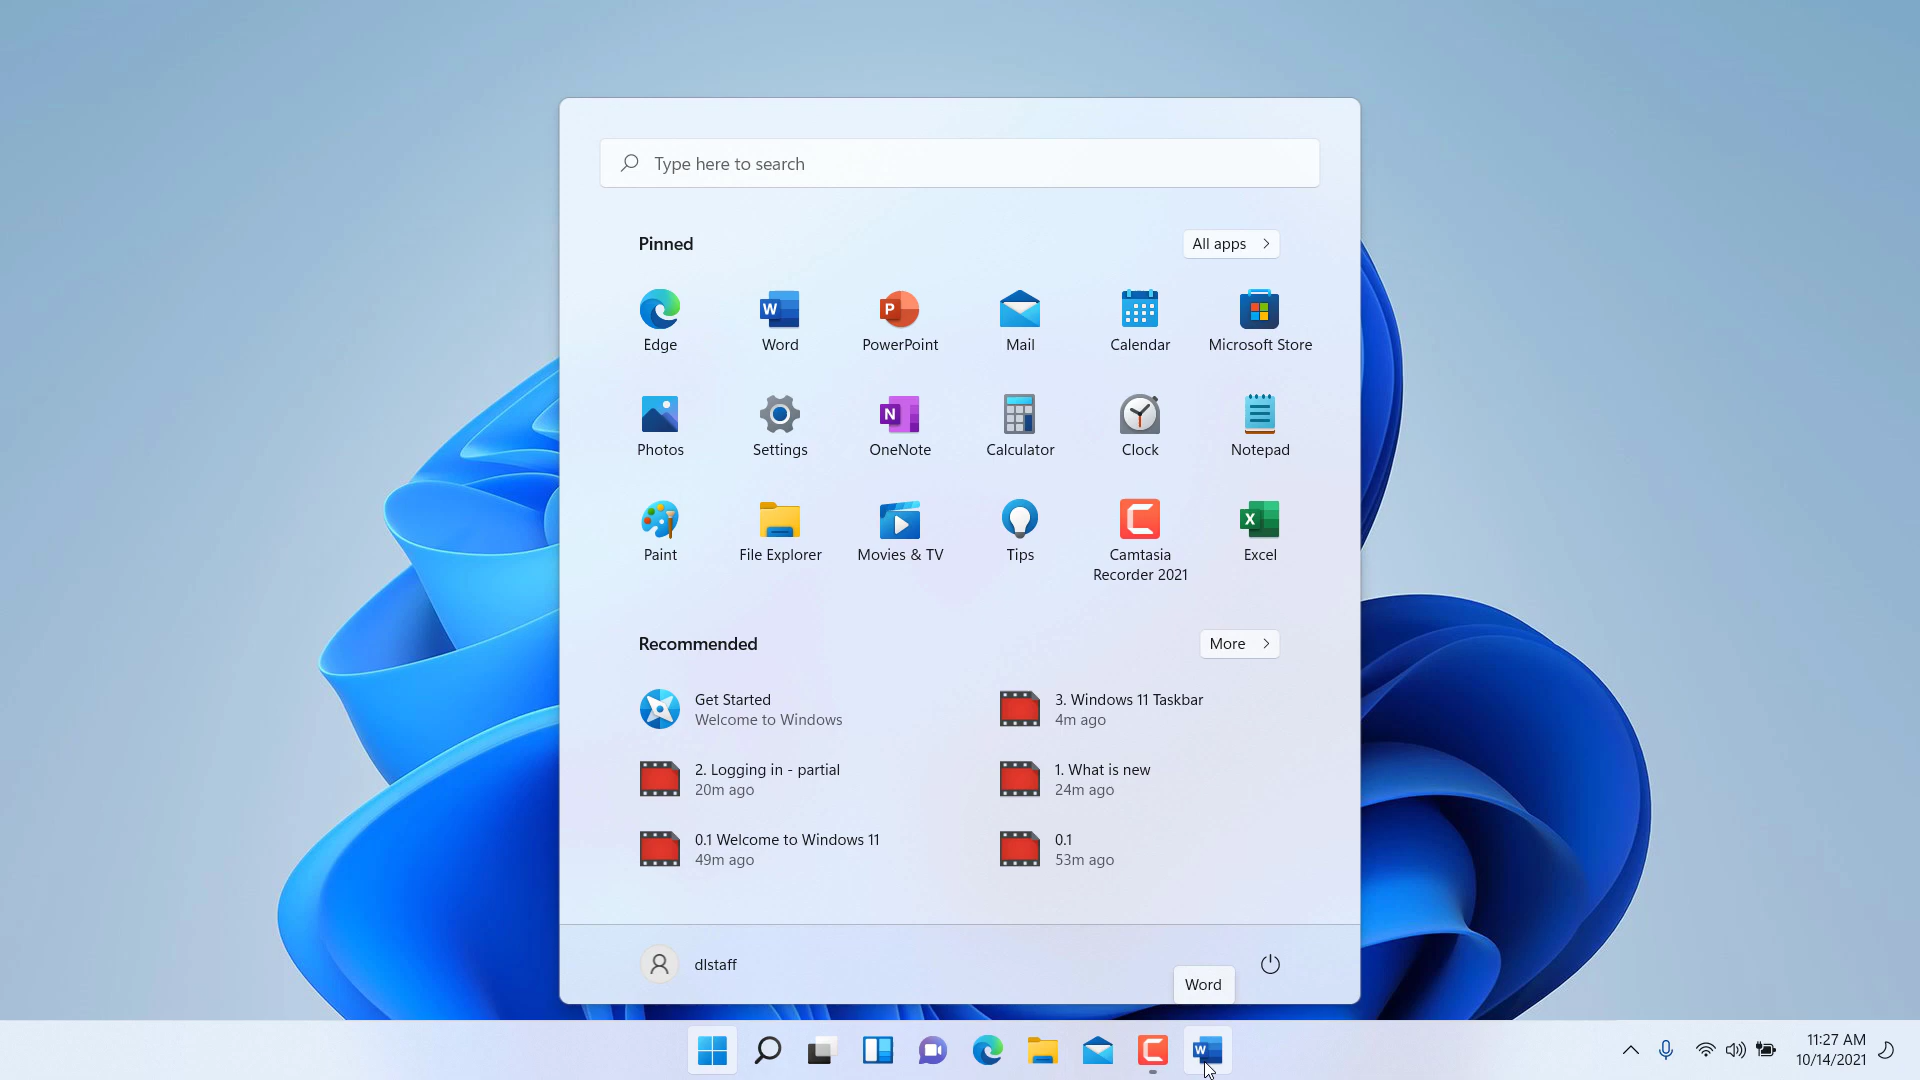 Type here to search
Pinned
All apps
Edge
Word
PowerPoint
Mail
Calendar
Microsoft Store
Photos
Settings
OneNote
Calculator
Clock
Notepad
Paint
File Explorer
Movies & TV
Tips
Camtasia
Recorder 2021
Excel
Recommended
More
Get Started
Welcome to Windows
3. Windows 11 Taskbar
4m ago
2. Logging in - partial
20m ago
1. What is new
24m ago
0.1 Welcome to Windows 11
49m ago
0.1
53m ago
dlstaff
Word
11:27 AM
10/14/2021